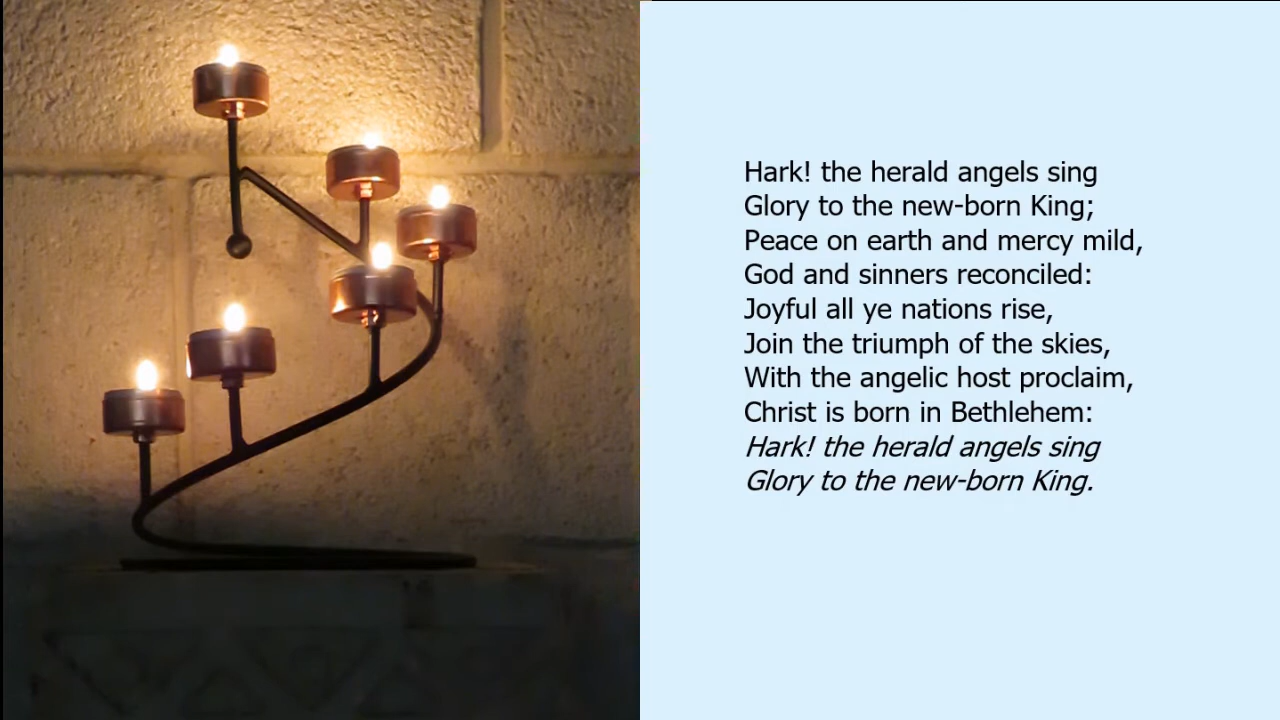 Hark! the herald angels sing
Glory to the new-born King;
Peace on earth and mercy mild,
God and sinners reconciled:
Joyful all ye nations rise,
Join the triumph of the skies,
With the angelic host proclaim,
Christ is born in Bethlehem:
Hark! the herald angels sing
Glory to the new-born King.